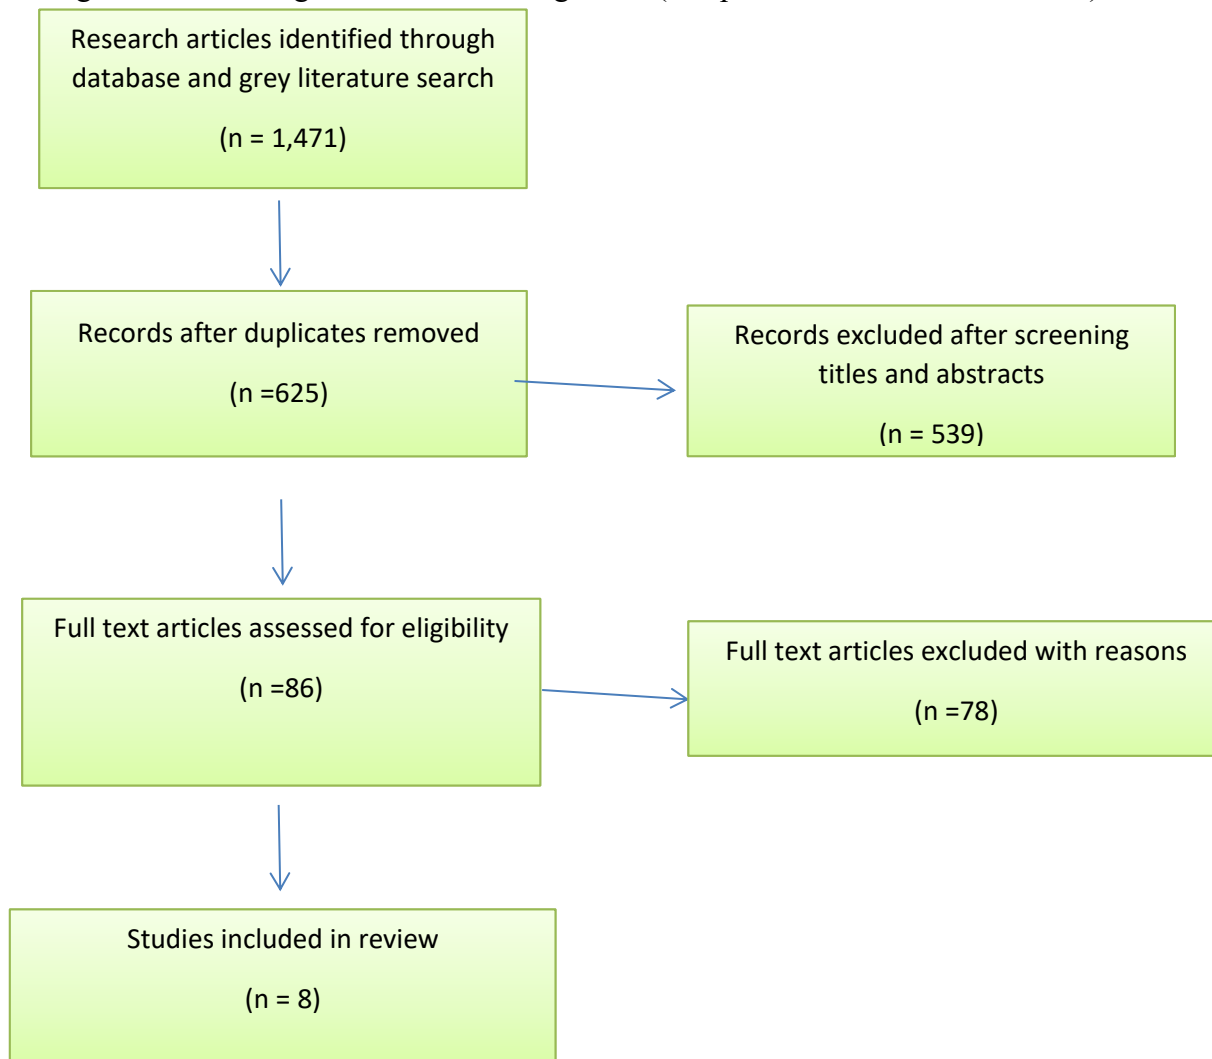 Research articles identified through
database and grey literature search
(n = 1,471)
Records after duplicates removed
(n =625)
Records excluded after screening
titles and abstracts
(n = 539)
Full text articles assessed for eligibility
(n =86)
Full text articles excluded with reasons
(n =78)
Studies included in review
(n = 8)